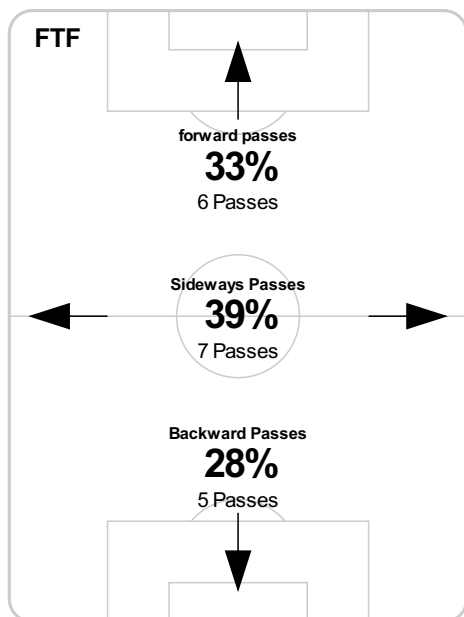 FTF
forward passes
33%
6 Passes
Sideways Passes
39%
7 Passes
Backward Passes
28%
5 Passes